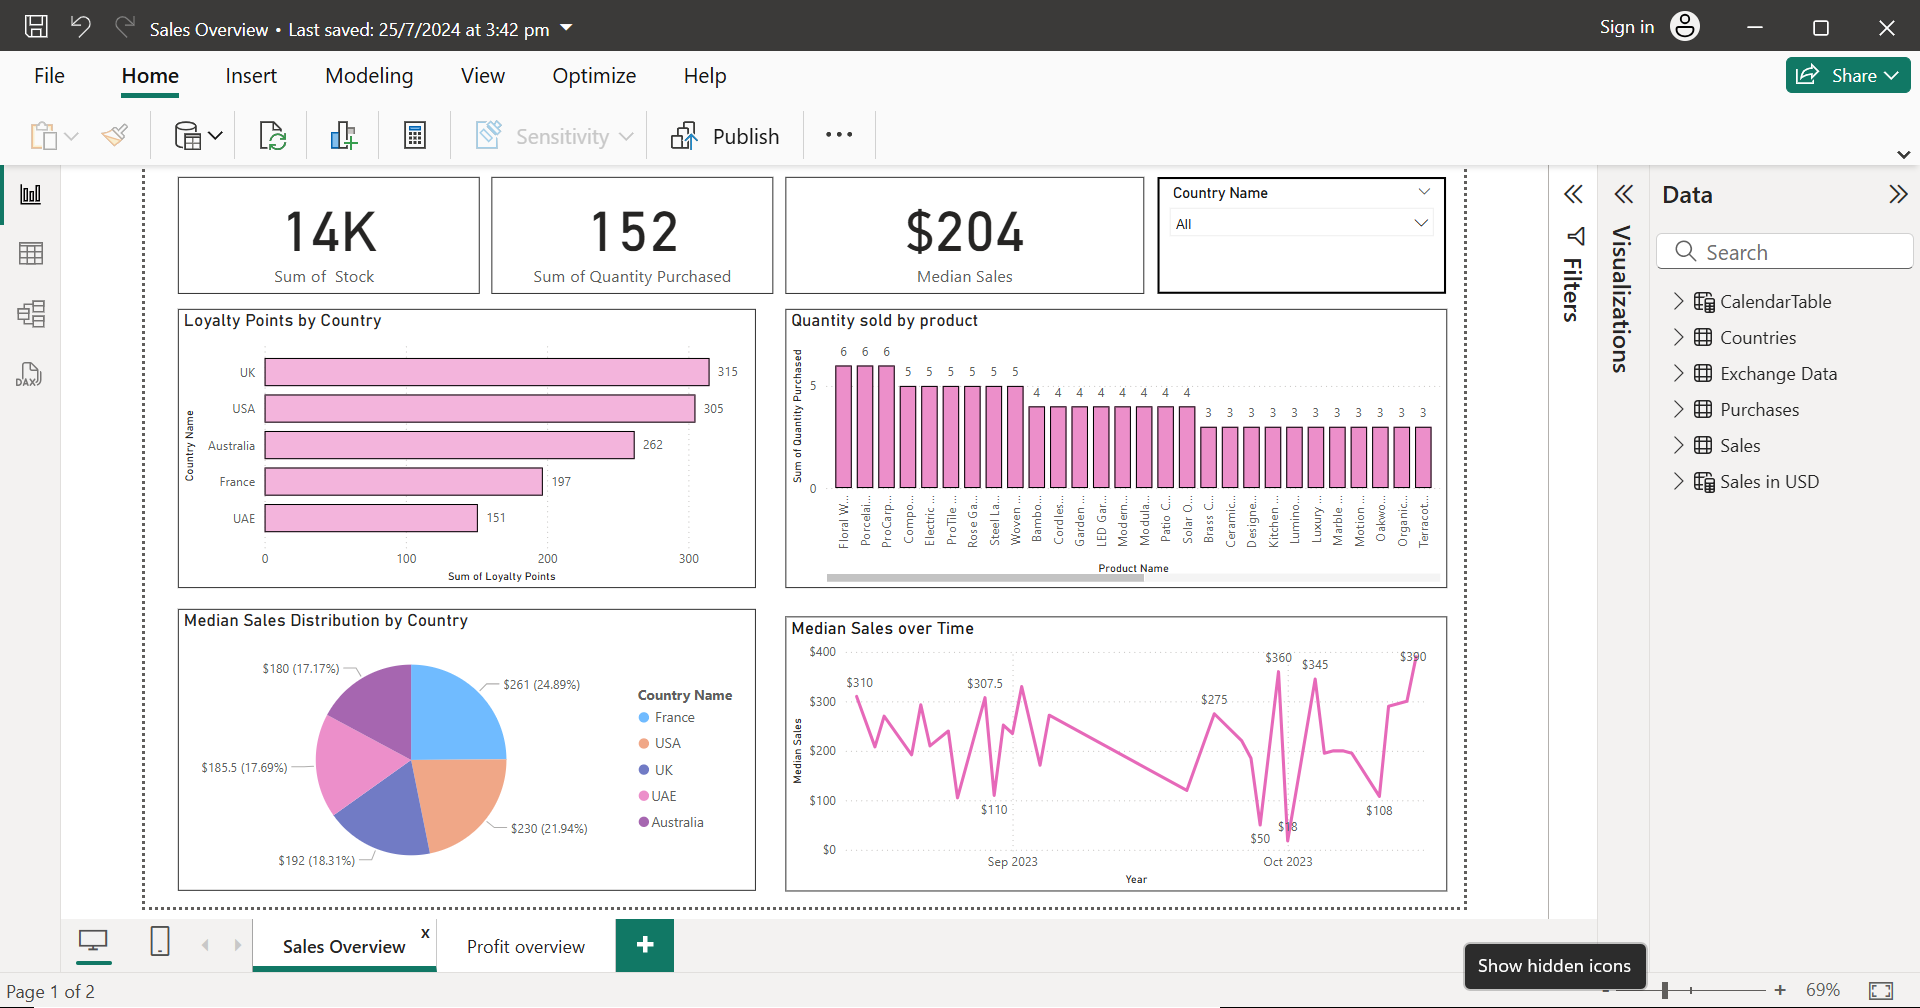 Sales Overview • Last saved: 25/7/2024 at 3:42 pm
Sign in
File Home Insert Modeling View Optimize Help
Share
Sensitivity
Publish
14K
Sum of Stock
152
Sum of Quantity Purchased
$204
Median Sales
Country Name
All
Loyalty Points by Country
Country Name
UK 315
USA 305
Australia 262
France 197
UAE 151
0 100 200 300
Sum of Loyalty Points
Quantity sold by product
Sum of Quantity Purchased
5
0
6 6 6 5 5 5 5 5 5 4 4 4 4 4 4 4 4 3 3 3 3 3 3 3 3 3 3 3
Floral W...
Porcelai...
ProCarp...
Compo...
Electric ...
ProTile ...
Rose Ga...
Steel La...
Woven ...
Bambo...
Cordles...
Garden ...
LED Gar...
Modern...
Modula...
Patio C...
Solar O...
Brass C...
Ceramic...
Designe...
Kitchen ...
Lumino...
Luxury ...
Marble ...
Motion ...
Oakwo...
Organic...
Terracot...
Product Name
Median Sales Distribution by Country
$180 (17.17%)
$261 (24.89%)
$185.5 (17.69%)
$230 (21.94%)
$192 (18.31%)
Country Name
France
USA
UK
UAE
Australia
Median Sales over Time
Median Sales
$400
$300
$200
$100
$0
$310
$307.5
$110
$275
$50
$360
$18
$345
$108
$390
Sep 2023 Oct 2023
Year
Filters
Visualizations
Data
Search
CalendarTable
Countries
Exchange Data
Purchases
Sales
Sales in USD
DAX
Sales Overview x
Profit overview
+
Show hidden icons
Page 1 of 2
- + 69%